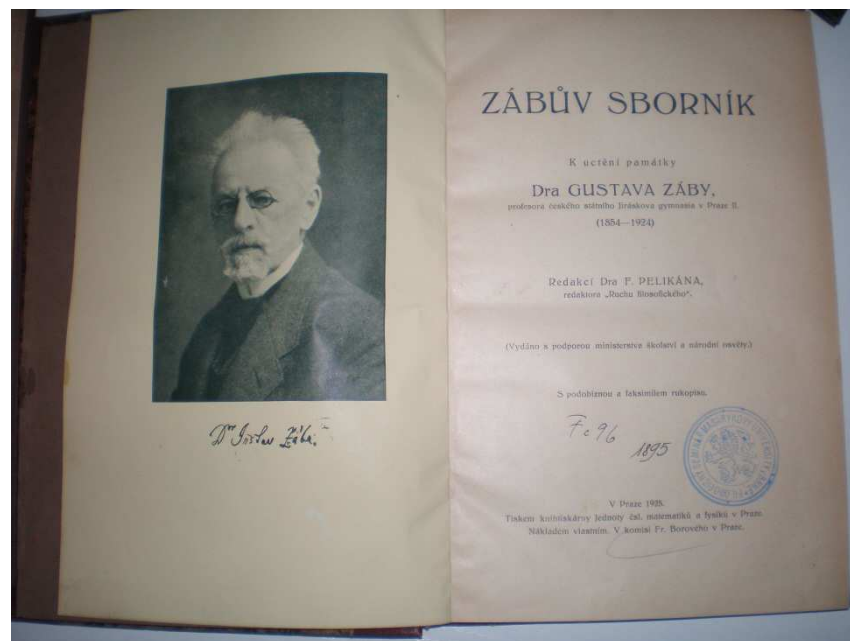 Dr Gustav Zába.
ZÁBŮV SBORNÍK
K uctění památky
Dra GUSTAVA ZÁBY,
profesora českého státního Jiráskova gymnasia v Praze II.
(1854—1924)
Redakcí Dra F. PELIKÁNA,
redaktora „Ruchu filosofického".
(Vydáno s podporou ministerstva školství a národní osvěty.)
S podobiznou a faksimilem rukopisu.
Fc 96
1895
V Praze 1925.
Tiskem knihtiskárny Jednoty čsl. matematiků a fysiků v Praze.
Nákladem vlastním. V komisi Fr. Borového v Praze.